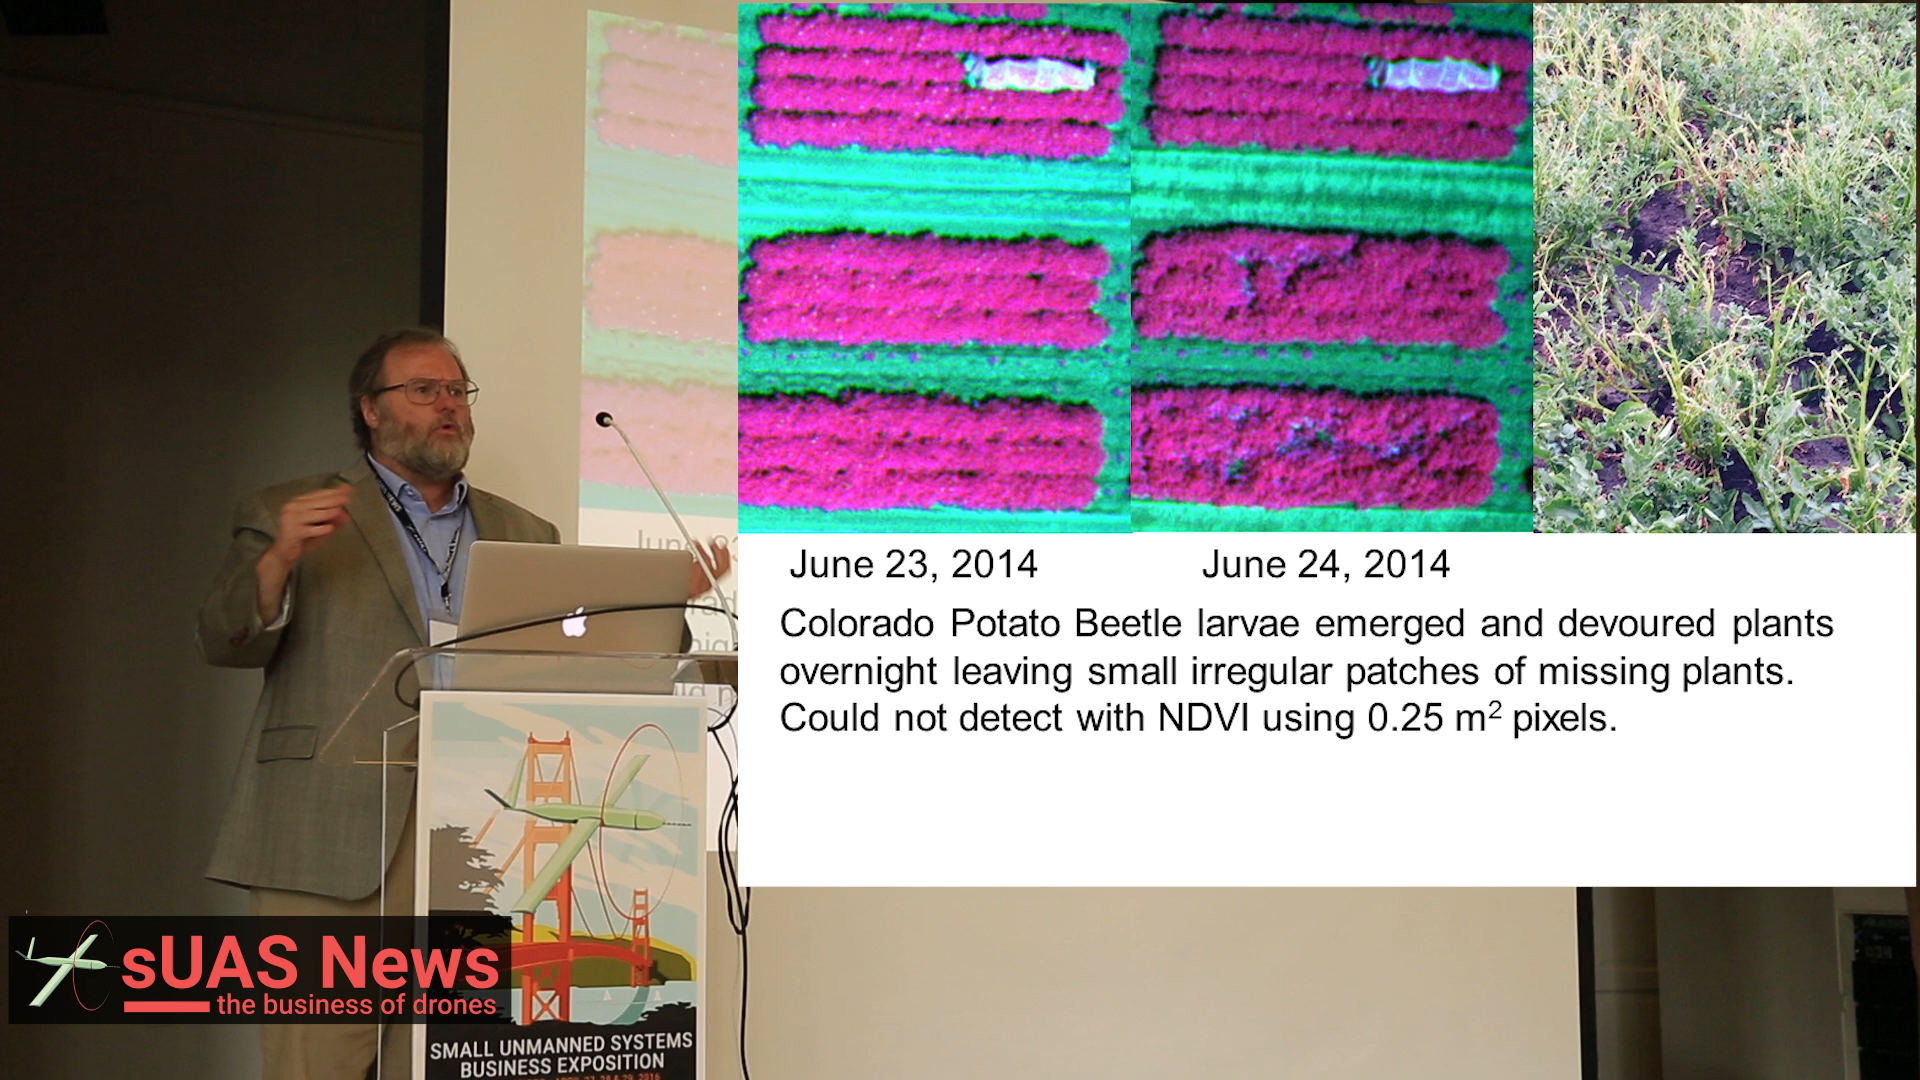 June 23, 2014
June 24, 2014
Colorado Potato Beetle larvae emerged and devoured plants
overnight leaving small irregular patches of missing plants.
Could not detect with NDVI using 0.25 m² pixels.
sUAS News
the business of drones
SMALL UNMANNED SYSTEMS
BUSINESS EXPOSITION